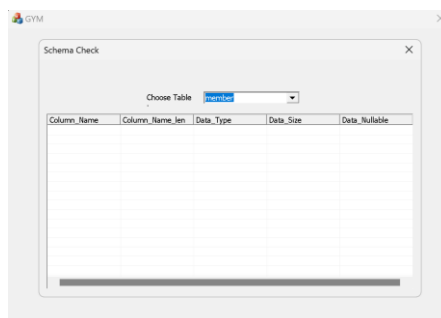 GYM
Schema Check
Choose Table
member
Column_Name Column_Name_len Data_Type Data_Size Data_Nullable